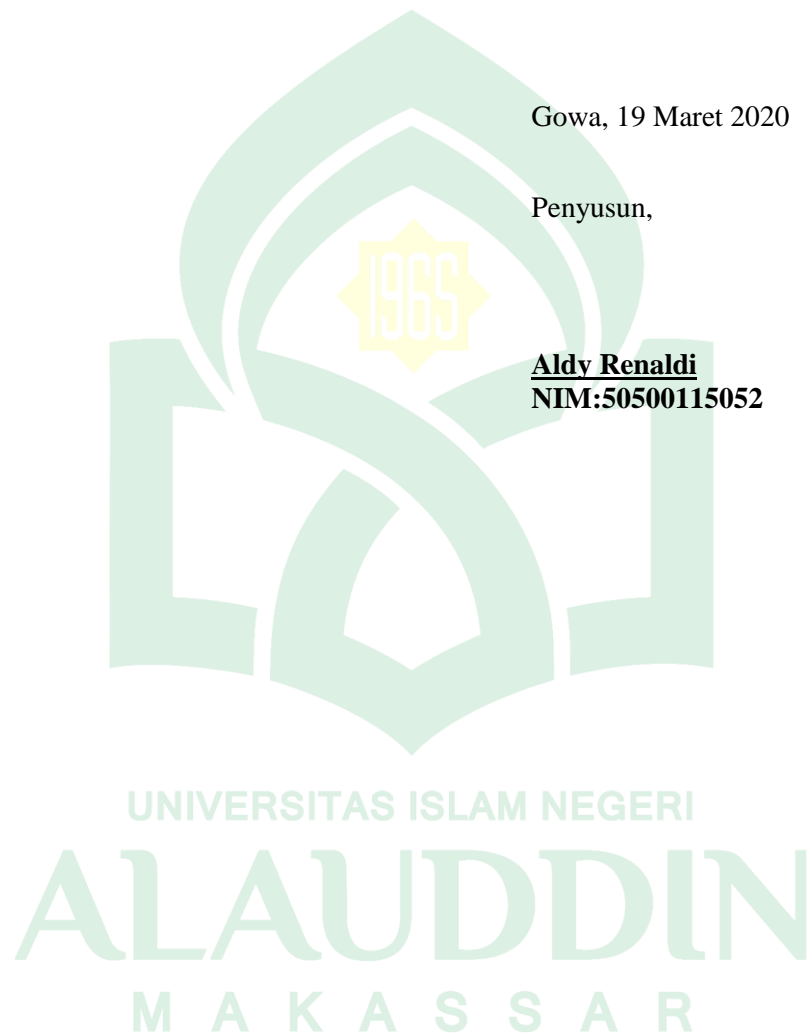 Gowa, 19 Maret 2020
Penyusun,
1965
Aldy Renaldi
NIM:50500115052
UNIVERSITAS ISLAM NEGERI
ALAUDDIN
MAKASSAR